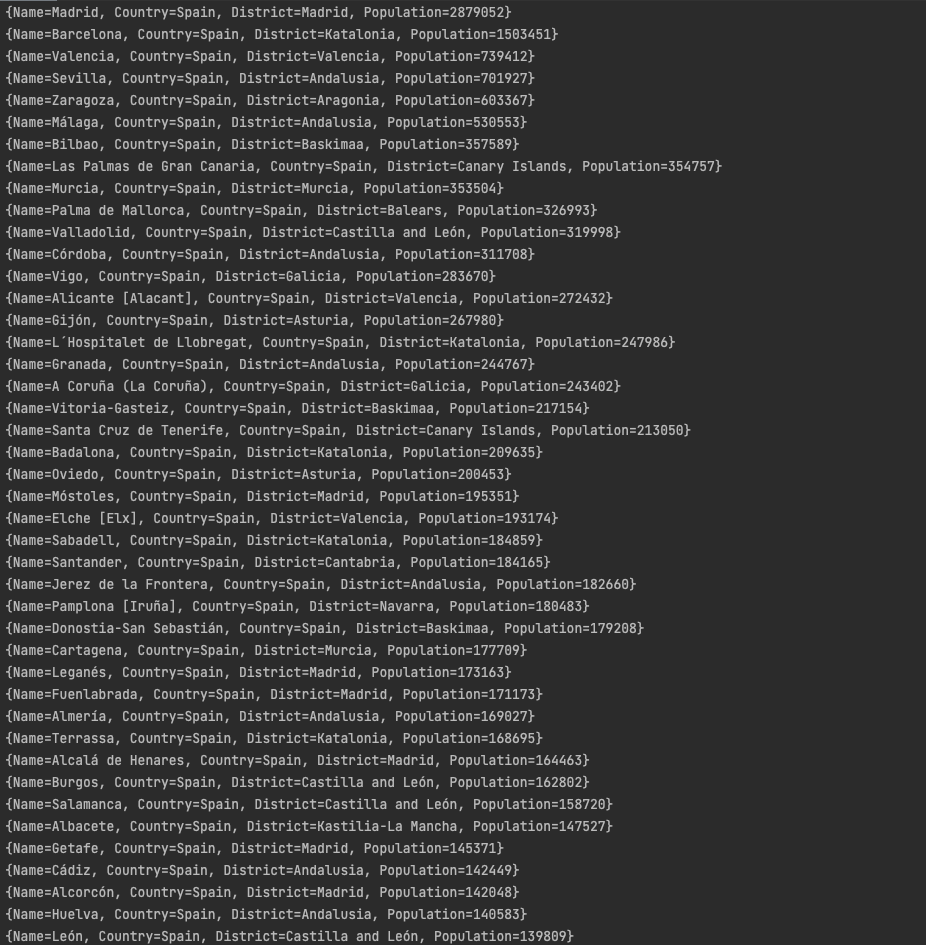 {Name=Madrid, Country=Spain, District=Madrid, Population=2879052}
{Name=Barcelona, Country=Spain, District=Katalonia, Population=1503451}
{Name=Valencia, Country=Spain, District=Valencia, Population=739412}
{Name=Sevilla, Country=Spain, District=Andalusia, Population=701927}
{Name=Zaragoza, Country=Spain, District=Aragonia, Population=603367}
{Name=Málaga, Country=Spain, District=Andalusia, Population=530553}
{Name=Bilbao, Country=Spain, District=Baskimaa, Population=357589}
{Name=Las Palmas de Gran Canaria, Country=Spain, District=Canary Islands, Population=354757}
{Name=Murcia, Country=Spain, District=Murcia, Population=353504}
{Name=Palma de Mallorca, Country=Spain, District=Balears, Population=326993}
{Name=Valladolid, Country=Spain, District=Castilla and León, Population=319998}
{Name=Córdoba, Country=Spain, District=Andalusia, Population=311708}
{Name=Vigo, Country=Spain, District=Galicia, Population=283670}
{Name=Alicante [Alacant], Country=Spain, District=Valencia, Population=272432}
{Name=Gijón, Country=Spain, District=Asturia, Population=267980}
{Name=L´Hospitalet de Llobregat, Country=Spain, District=Katalonia, Population=247986}
{Name=Granada, Country=Spain, District=Andalusia, Population=244767}
{Name=A Coruña (La Coruña), Country=Spain, District=Galicia, Population=243402}
{Name=Vitoria-Gasteiz, Country=Spain, District=Baskimaa, Population=217154}
{Name=Santa Cruz de Tenerife, Country=Spain, District=Canary Islands, Population=213050}
{Name=Badalona, Country=Spain, District=Katalonia, Population=209635}
{Name=Oviedo, Country=Spain, District=Asturia, Population=200453}
{Name=Móstoles, Country=Spain, District=Madrid, Population=195351}
{Name=Elche [Elx], Country=Spain, District=Valencia, Population=193174}
{Name=Sabadell, Country=Spain, District=Katalonia, Population=184859}
{Name=Santander, Country=Spain, District=Cantabria, Population=184165}
{Name=Jerez de la Frontera, Country=Spain, District=Andalusia, Population=182660}
{Name=Pamplona [Iruña], Country=Spain, District=Navarra, Population=180483}
{Name=Donostia-San Sebastián, Country=Spain, District=Baskimaa, Population=179208}
{Name=Cartagena, Country=Spain, District=Murcia, Population=177709}
{Name=Leganés, Country=Spain, District=Madrid, Population=173163}
{Name=Fuenlabrada, Country=Spain, District=Madrid, Population=171173}
{Name=Almería, Country=Spain, District=Andalusia, Population=169027}
{Name=Terrassa, Country=Spain, District=Katalonia, Population=168695}
{Name=Alcalá de Henares, Country=Spain, District=Madrid, Population=164463}
{Name=Burgos, Country=Spain, District=Castilla and León, Population=162802}
{Name=Salamanca, Country=Spain, District=Castilla and León, Population=158720}
{Name=Albacete, Country=Spain, District=Kastilia-La Mancha, Population=147527}
{Name=Getafe, Country=Spain, District=Madrid, Population=145371}
{Name=Cádiz, Country=Spain, District=Andalusia, Population=142449}
{Name=Alcorcón, Country=Spain, District=Madrid, Population=142048}
{Name=Huelva, Country=Spain, District=Andalusia, Population=140583}
{Name=León, Country=Spain, District=Castilla and León, Population=139809}